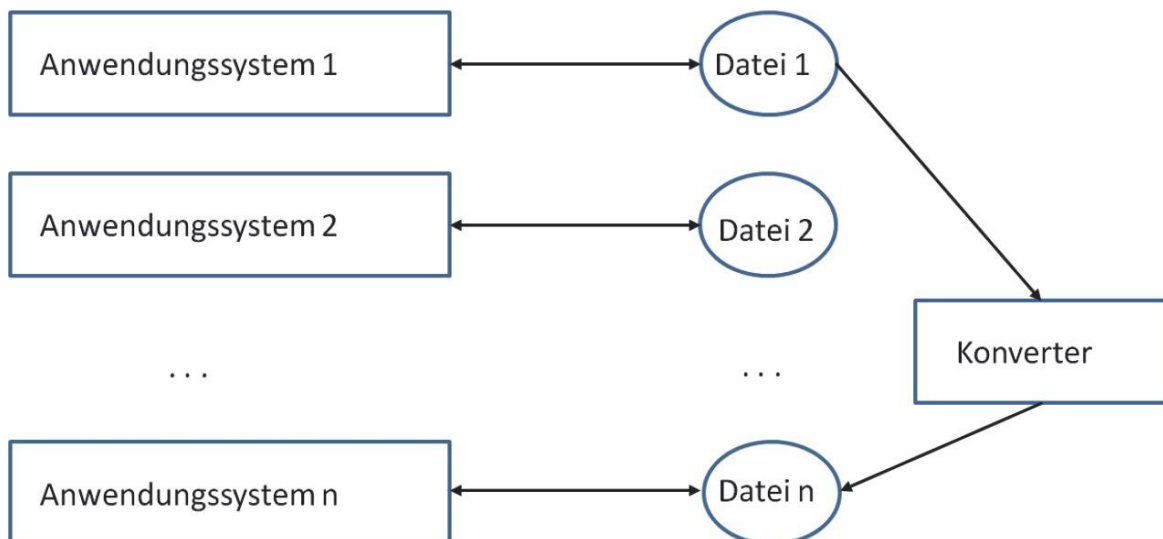 Anwendungssystem 1
Datei 1
Anwendungssystem 2
Datei 2
Konverter
. . .
. . .
Anwendungssystem n
Datei n